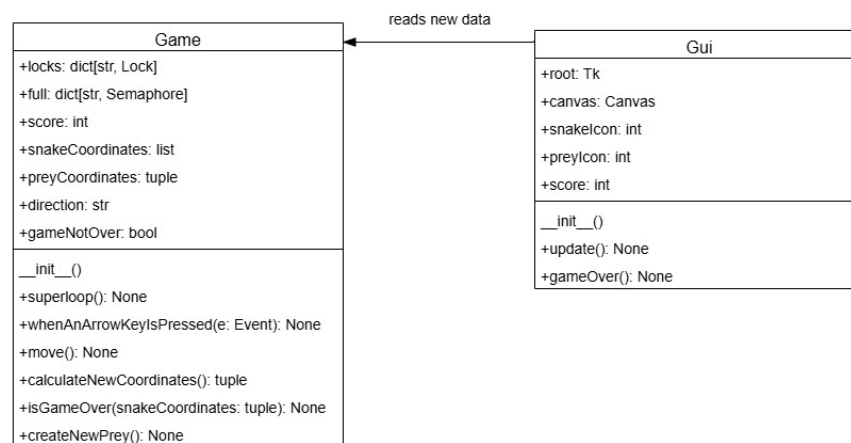 reads new data
Game
+locks: dict[str, Lock]
+full: dict[str, Semaphore]
+score: int
+snakeCoordinates: list
+preyCoordinates: tuple
+direction: str
+gameNotOver: bool
__init__()
+superloop(): None
+whenAnArrowKeyIsPressed(e: Event): None
+move(): None
+calculateNewCoordinates(): tuple
+isGameOver(snakeCoordinates: tuple): None
+createNewPrey(): None
Gui
+root: Tk
+canvas: Canvas
+snakeIcon: int
+preyIcon: int
+score: int
__init__()
+update(): None
+gameOver(): None